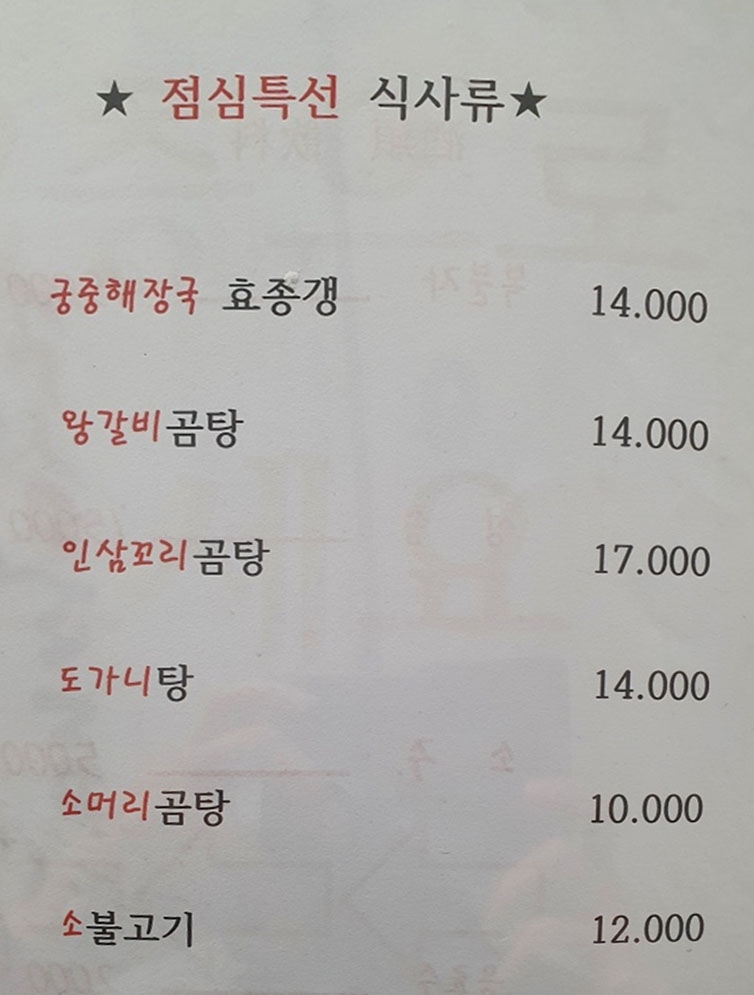 ★ 점심특선 식사류★
궁중해장국 효종갱 14.000
왕갈비곰탕 14.000
인삼꼬리곰탕 17.000
도가니탕 14.000
소머리곰탕 10.000
소불고기 12.000